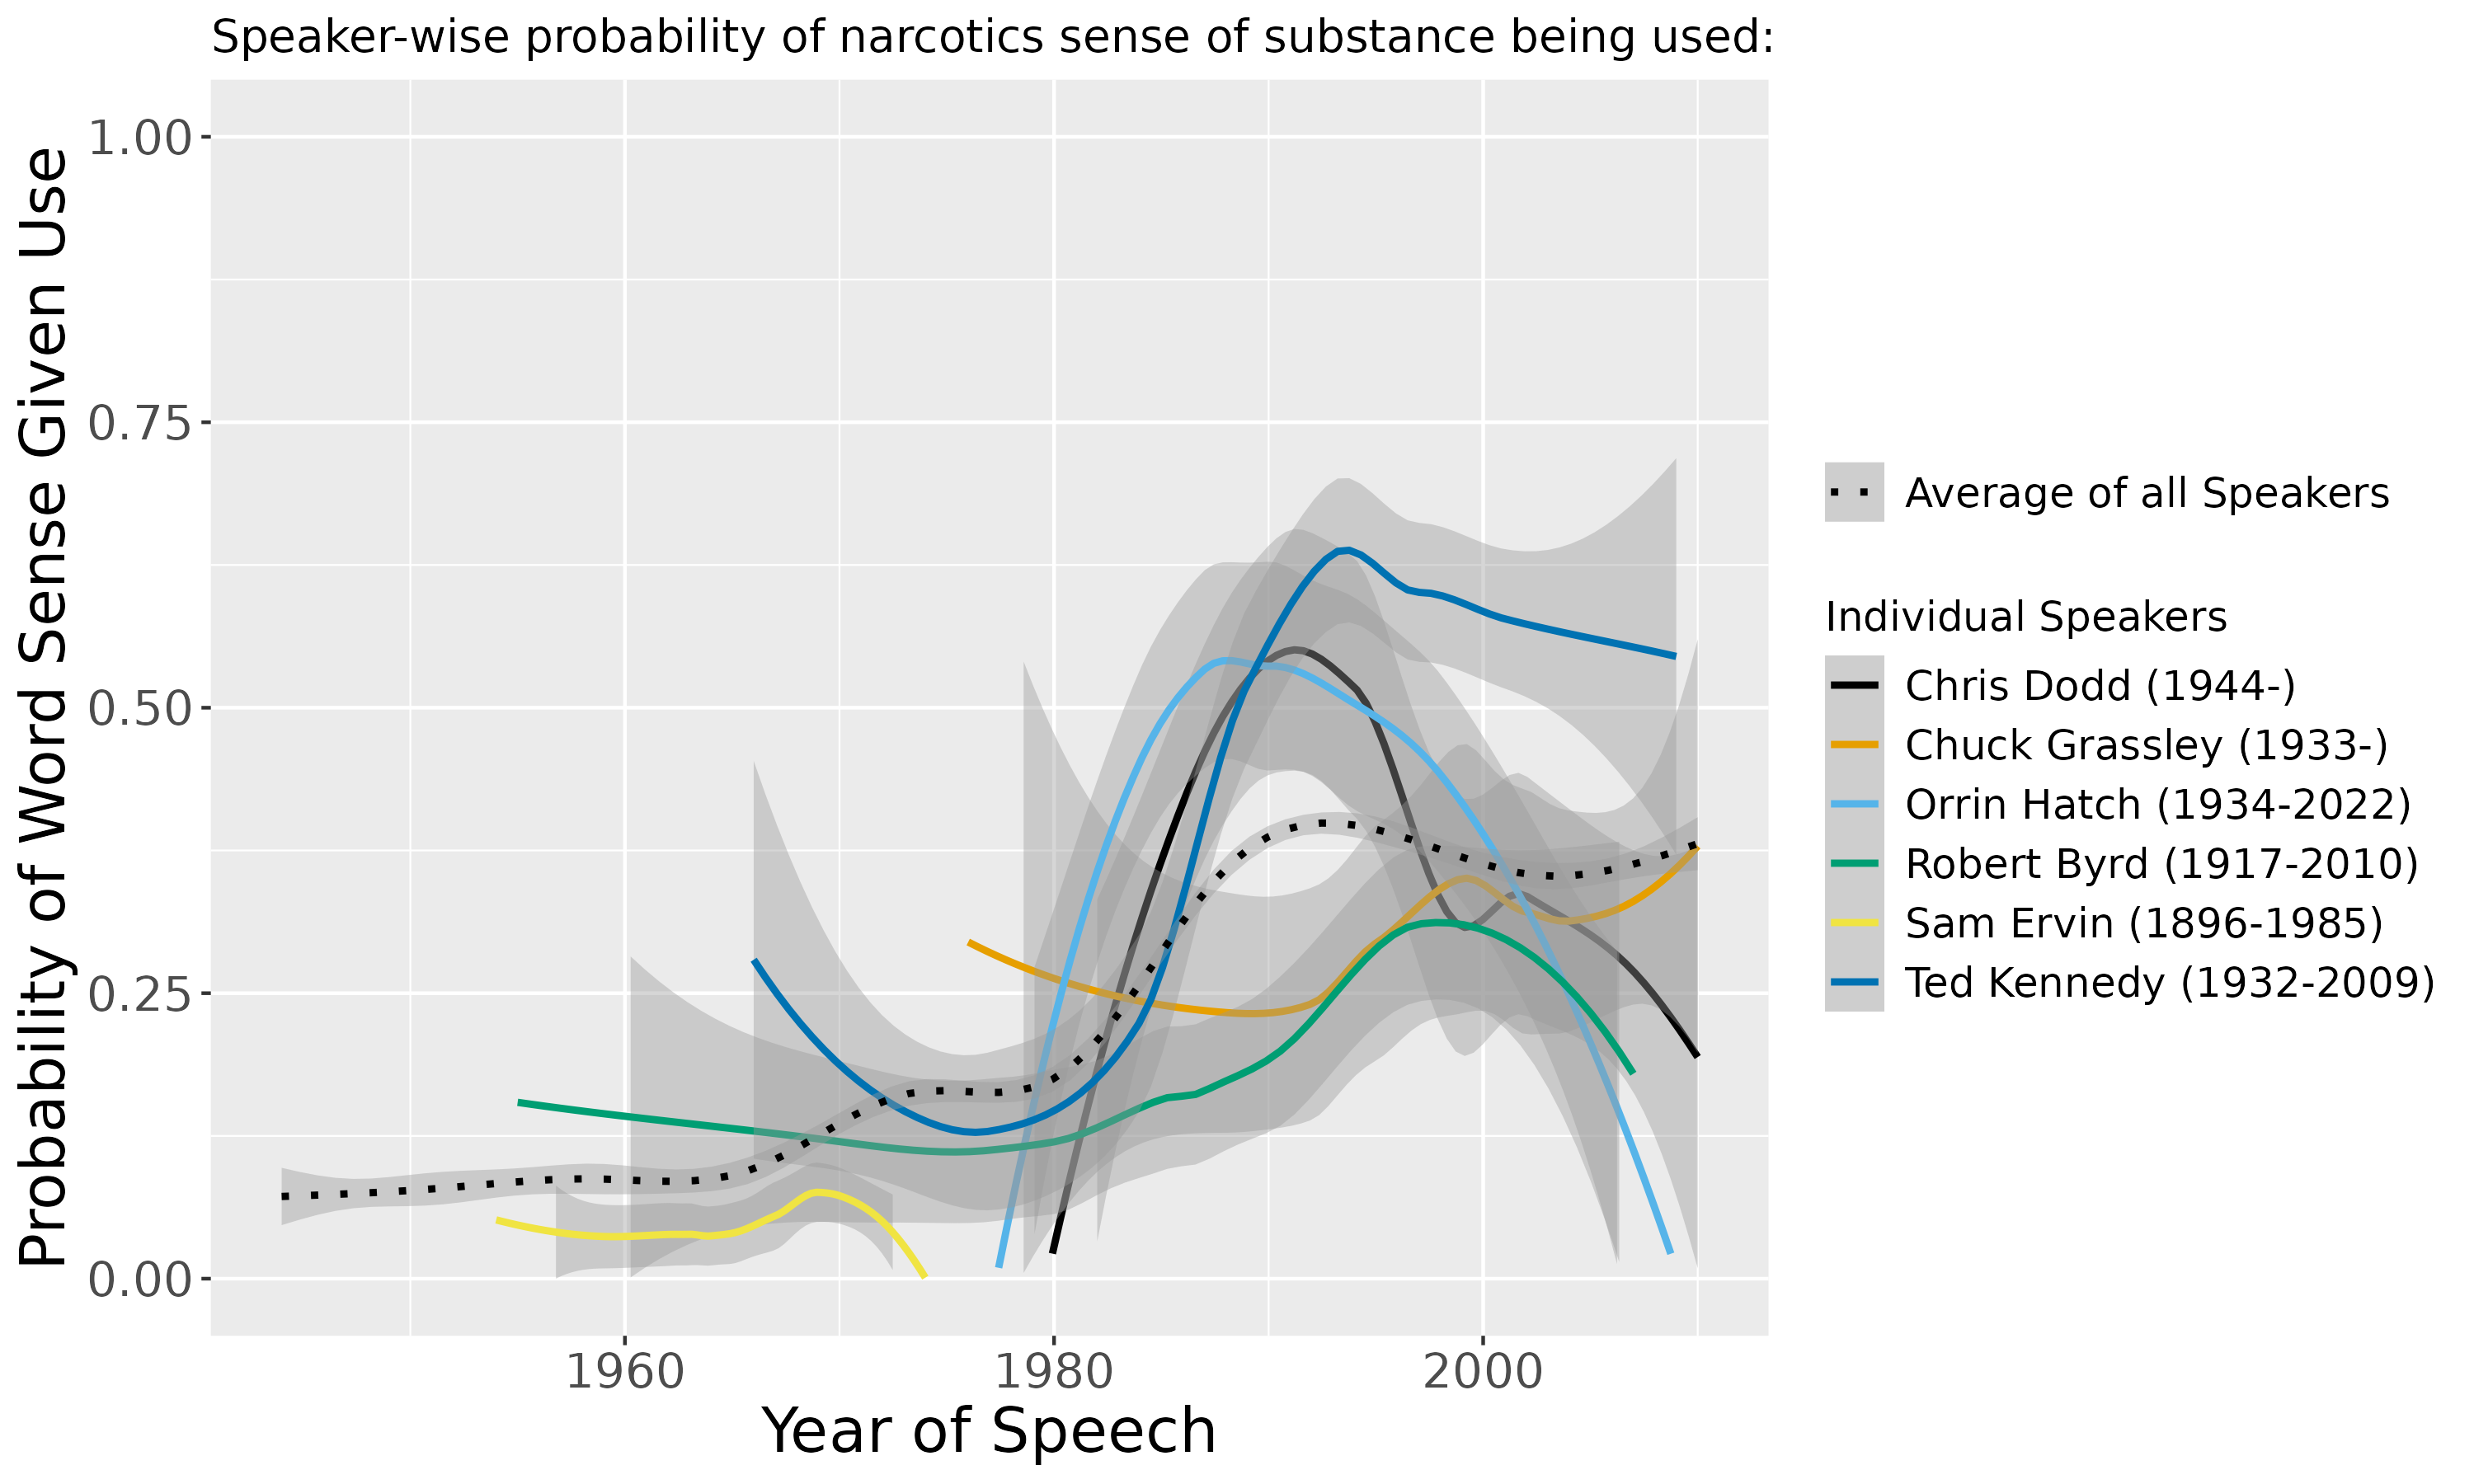 Speaker-wise probability of narcotics sense of substance being used:
Probability of Word Sense Given Use
1.00
0.75
0.50
0.25
0.00
1960
1980
2000
Year of Speech
Average of all Speakers
Individual Speakers
Chris Dodd (1944-)
Chuck Grassley (1933-)
Orrin Hatch (1934-2022)
Robert Byrd (1917-2010)
Sam Ervin (1896-1985)
Ted Kennedy (1932-2009)